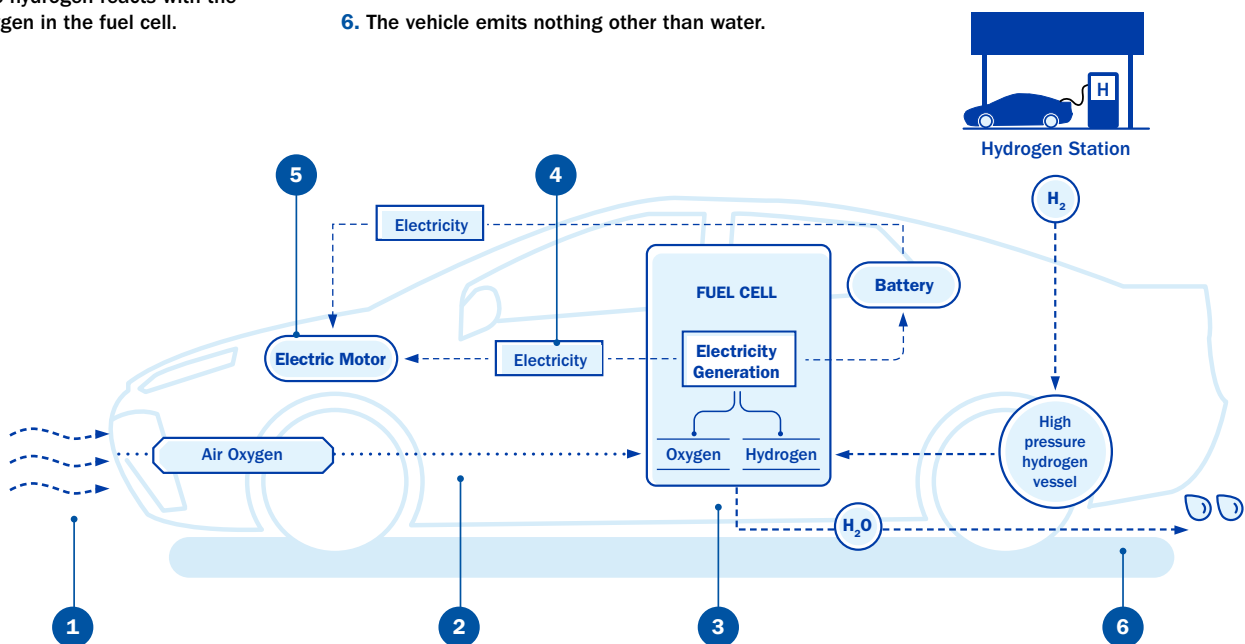 hydrogen reacts with the
gen in the fuel cell.
6. The vehicle emits nothing other than water.
H
Hydrogen Station
5
4
H₂
Electricity
FUEL CELL
Battery
Electric Motor
Electricity
Electricity
Generation
Air Oxygen
Oxygen
Hydrogen
High
pressure
hydrogen
vessel
H₂O
1
2
3
6